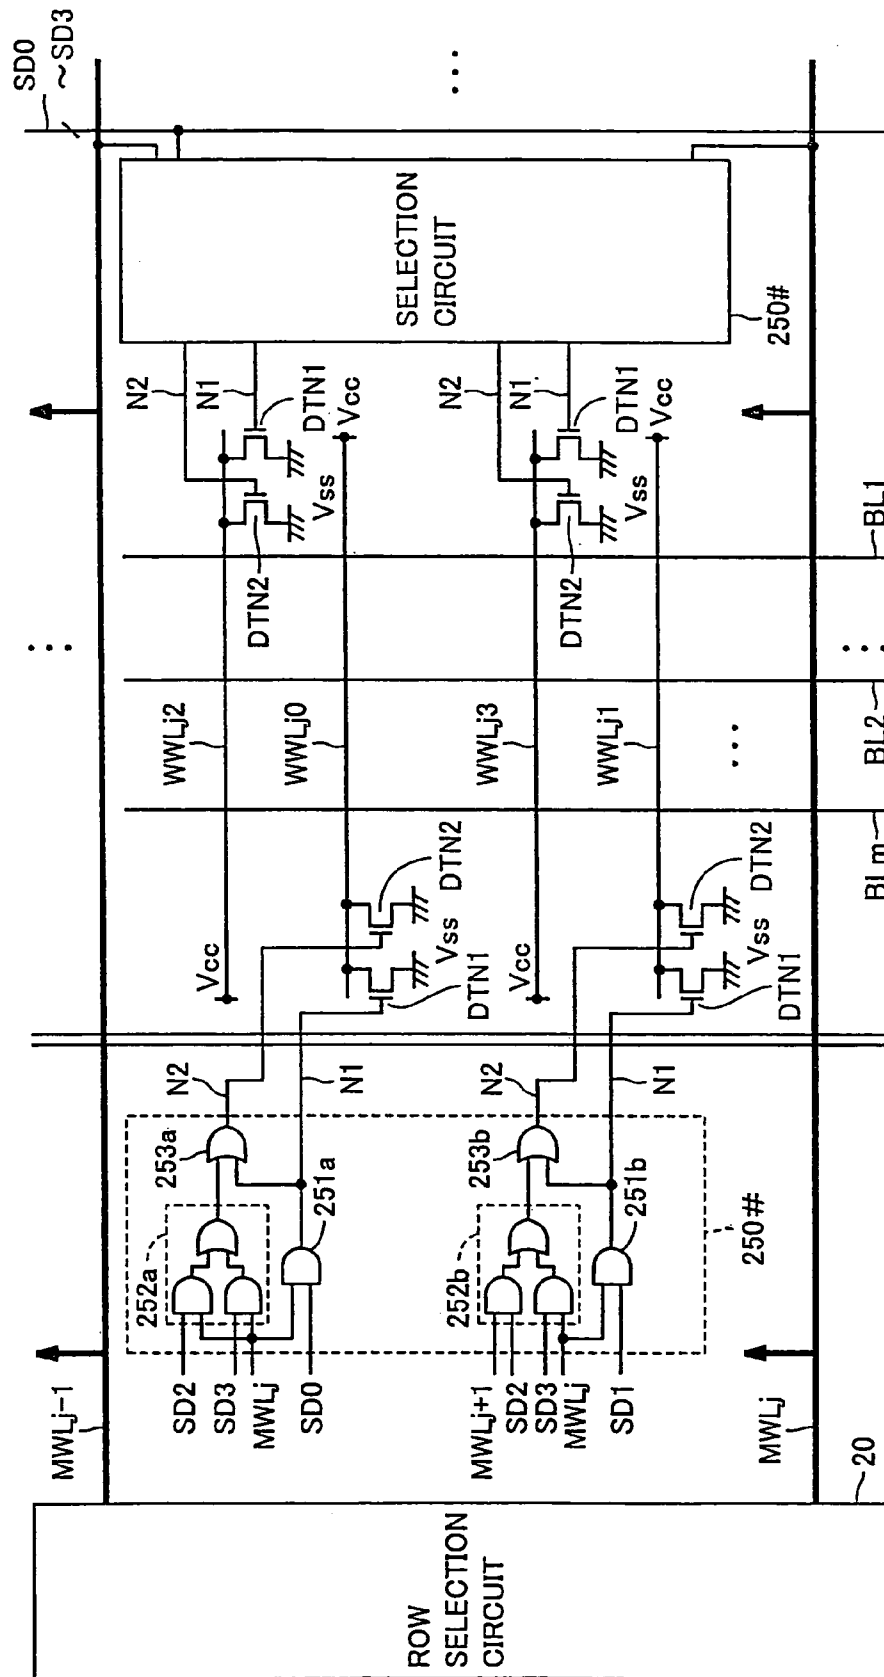 SD0
~SD3
MWLj-1
SD2
SD3
MWLj
SD0
252a
253a
251a
N2
N1
Vcc
WWLj2
WWLj0
DTN2
DTN1
Vss
DTN2
DTN1
Vss
Vcc
N2
N1
SELECTION
CIRCUIT
250#
MWLj+1
SD2
SD3
MWLj
SD1
252b
253b
251b
250#
N2
N1
Vcc
WWLj3
WWLj1
DTN2
DTN1
Vss
DTN2
DTN1
Vss
Vcc
N2
N1
ROW
SELECTION
CIRCUIT
20
MWLj
BLm
BL2
BL1